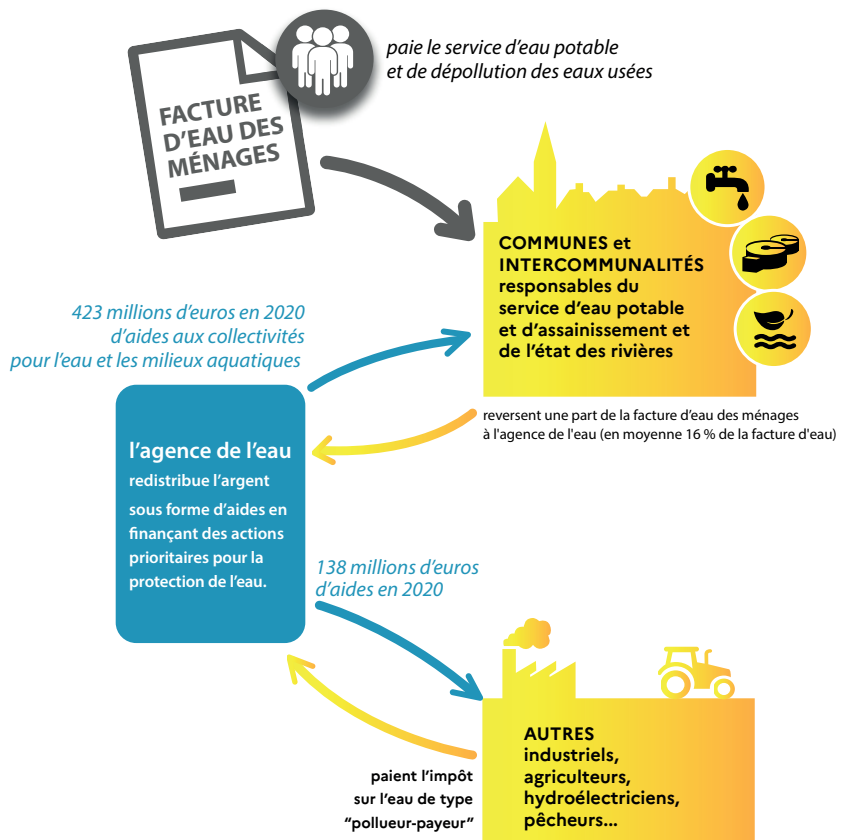 paie le service d’eau potable
et de dépollution des eaux usées
FACTURE
D’EAU DES
MÉNAGES
COMMUNES et
INTERCOMMUNALITÉS
responsables du
service d’eau potable
et d’assainissement et
de l’état des rivières
423 millions d’euros en 2020
d’aides aux collectivités
pour l’eau et les milieux aquatiques
reversent une part de la facture d’eau des ménages
à l'agence de l'eau (en moyenne 16 % de la facture d'eau)
l’agence de l’eau
redistribue l’argent
sous forme d’aides en
finançant des actions
prioritaires pour la
protection de l’eau.
138 millions d’euros
d’aides en 2020
AUTRES
industriels,
agriculteurs,
hydroélectriciens,
pêcheurs...
paient l’impôt
sur l’eau de type
“pollueur-payeur”